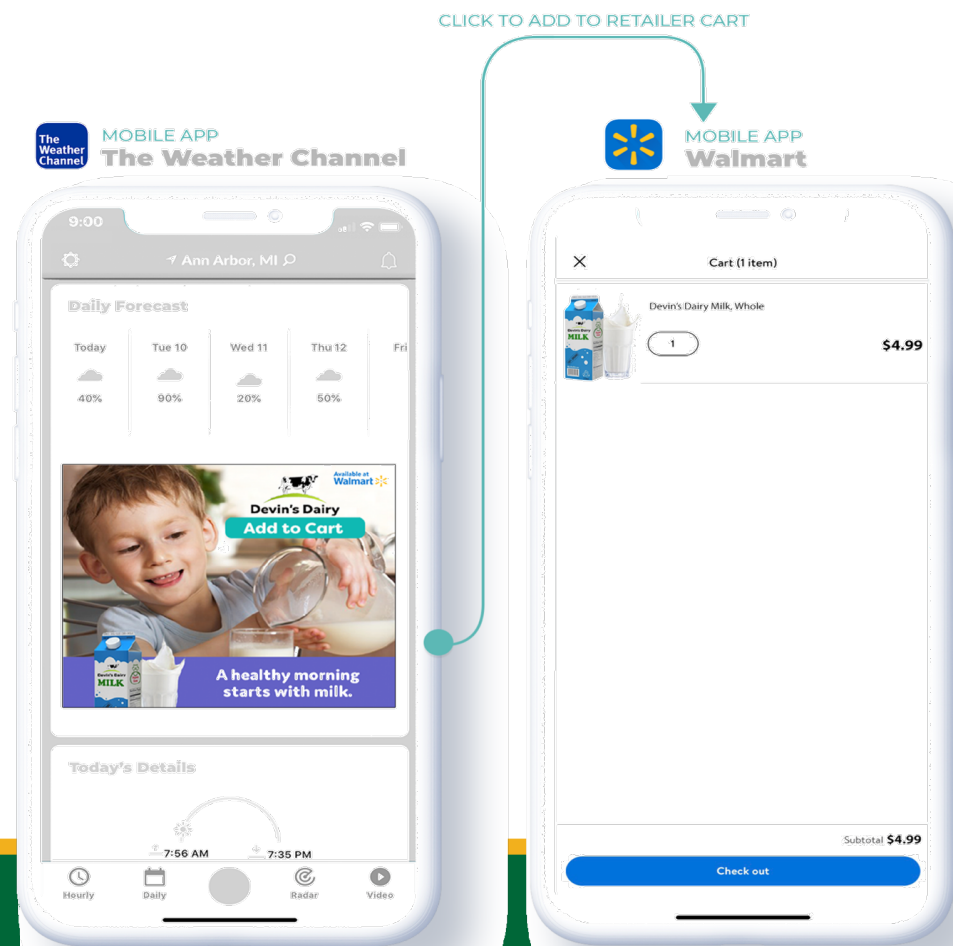 CLICK TO ADD TO RETAILER CART
The
Weather
Channel
MOBILE APP
The Weather Channel
MOBILE APP
Walmart
9:00
Ann Arbor, MI
Daily Forecast
Today
Tue 10
Wed 11
Thu 12
Fri
40%
90%
20%
50%
Available at
Walmart
Devin's Dairy
Add to Cart
Devin's Dairy
MILK
A healthy morning
starts with milk.
Today's Details
7:56 AM
7:35 PM
Hourly
Daily
Radar
Video
Cart (1 item)
Devin's Dairy
MILK
Devin's Dairy Milk, Whole
1
$4.99
Subtotal $4.99
Check out